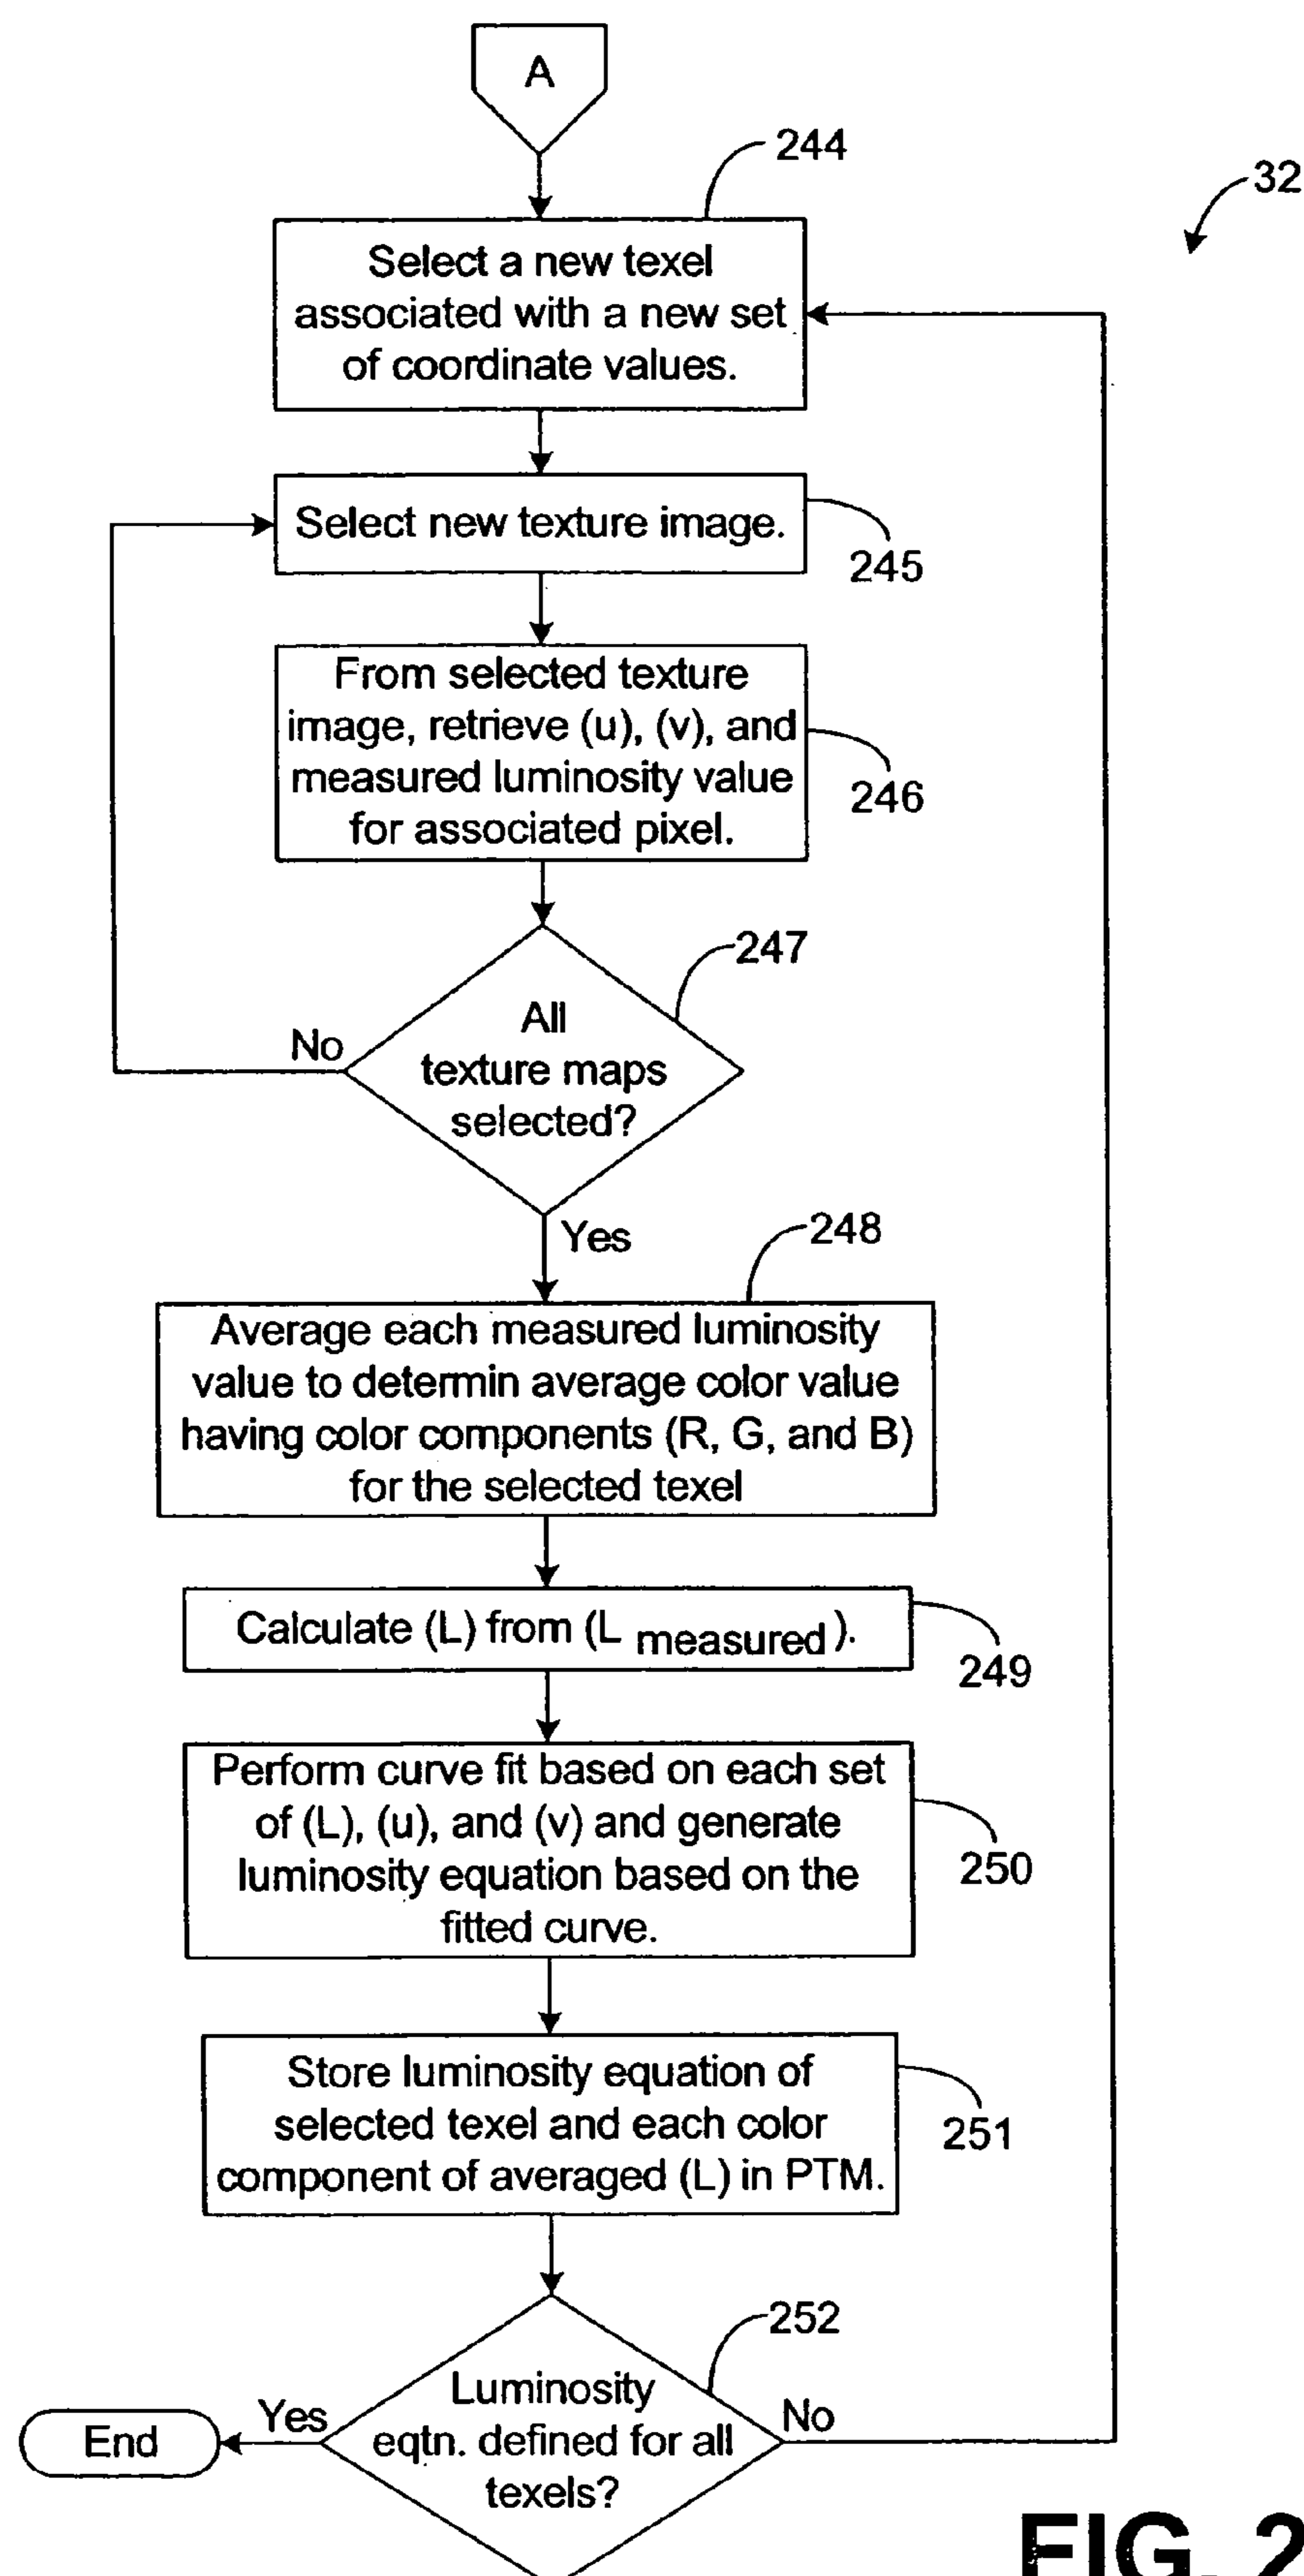 A
244
32
Select a new texel
associated with a new set
of coordinate values.
Select new texture image.
245
From selected texture
image, retrieve (u), (v), and
measured luminosity value
for associated pixel.
246
247
All
texture maps
selected?
No
Yes
248
Average each measured luminosity
value to determin average color value
having color components (R, G, and B)
for the selected texel
Calculate (L) from (L measured).
249
Perform curve fit based on each set
of (L), (u), and (v) and generate
luminosity equation based on the
fitted curve.
250
Store luminosity equation of
selected texel and each color
component of averaged (L) in PTM.
251
252
Luminosity
eqtn. defined for all
texels?
Yes
No
End
FIG. 2